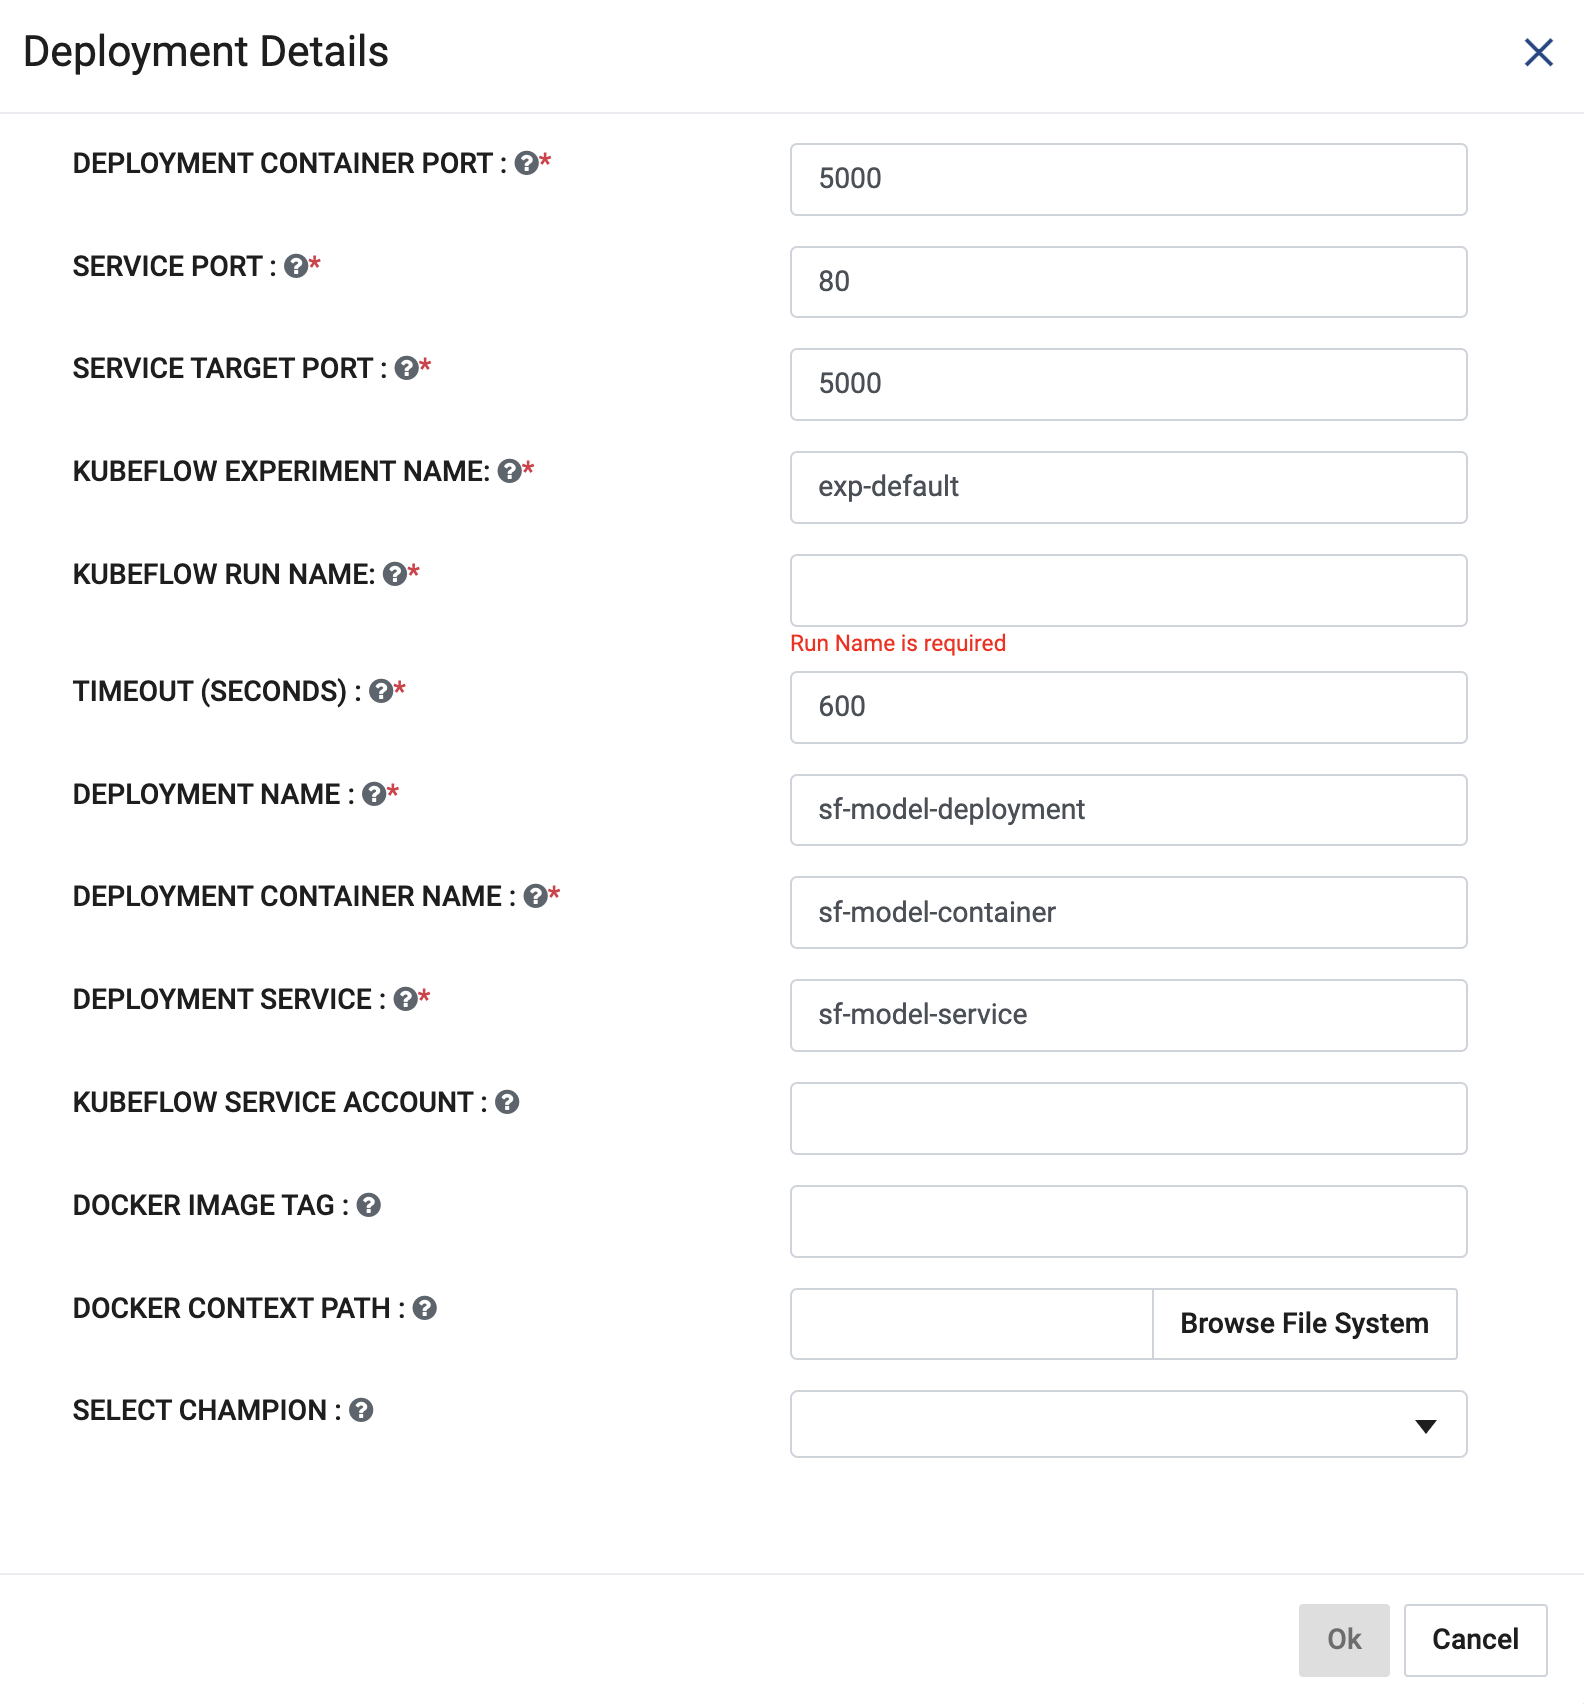 Deployment Details
DEPLOYMENT CONTAINER PORT : ?*
5000
SERVICE PORT : ?*
80
SERVICE TARGET PORT : ?*
5000
KUBEFLOW EXPERIMENT NAME: ?*
exp-default
KUBEFLOW RUN NAME: ?*
Run Name is required
TIMEOUT (SECONDS) : ?*
600
DEPLOYMENT NAME : ?*
sf-model-deployment
DEPLOYMENT CONTAINER NAME : ?*
sf-model-container
DEPLOYMENT SERVICE : ?*
sf-model-service
KUBEFLOW SERVICE ACCOUNT : ?
DOCKER IMAGE TAG : ?
DOCKER CONTEXT PATH : ?
Browse File System
SELECT CHAMPION : ?
Ok
Cancel